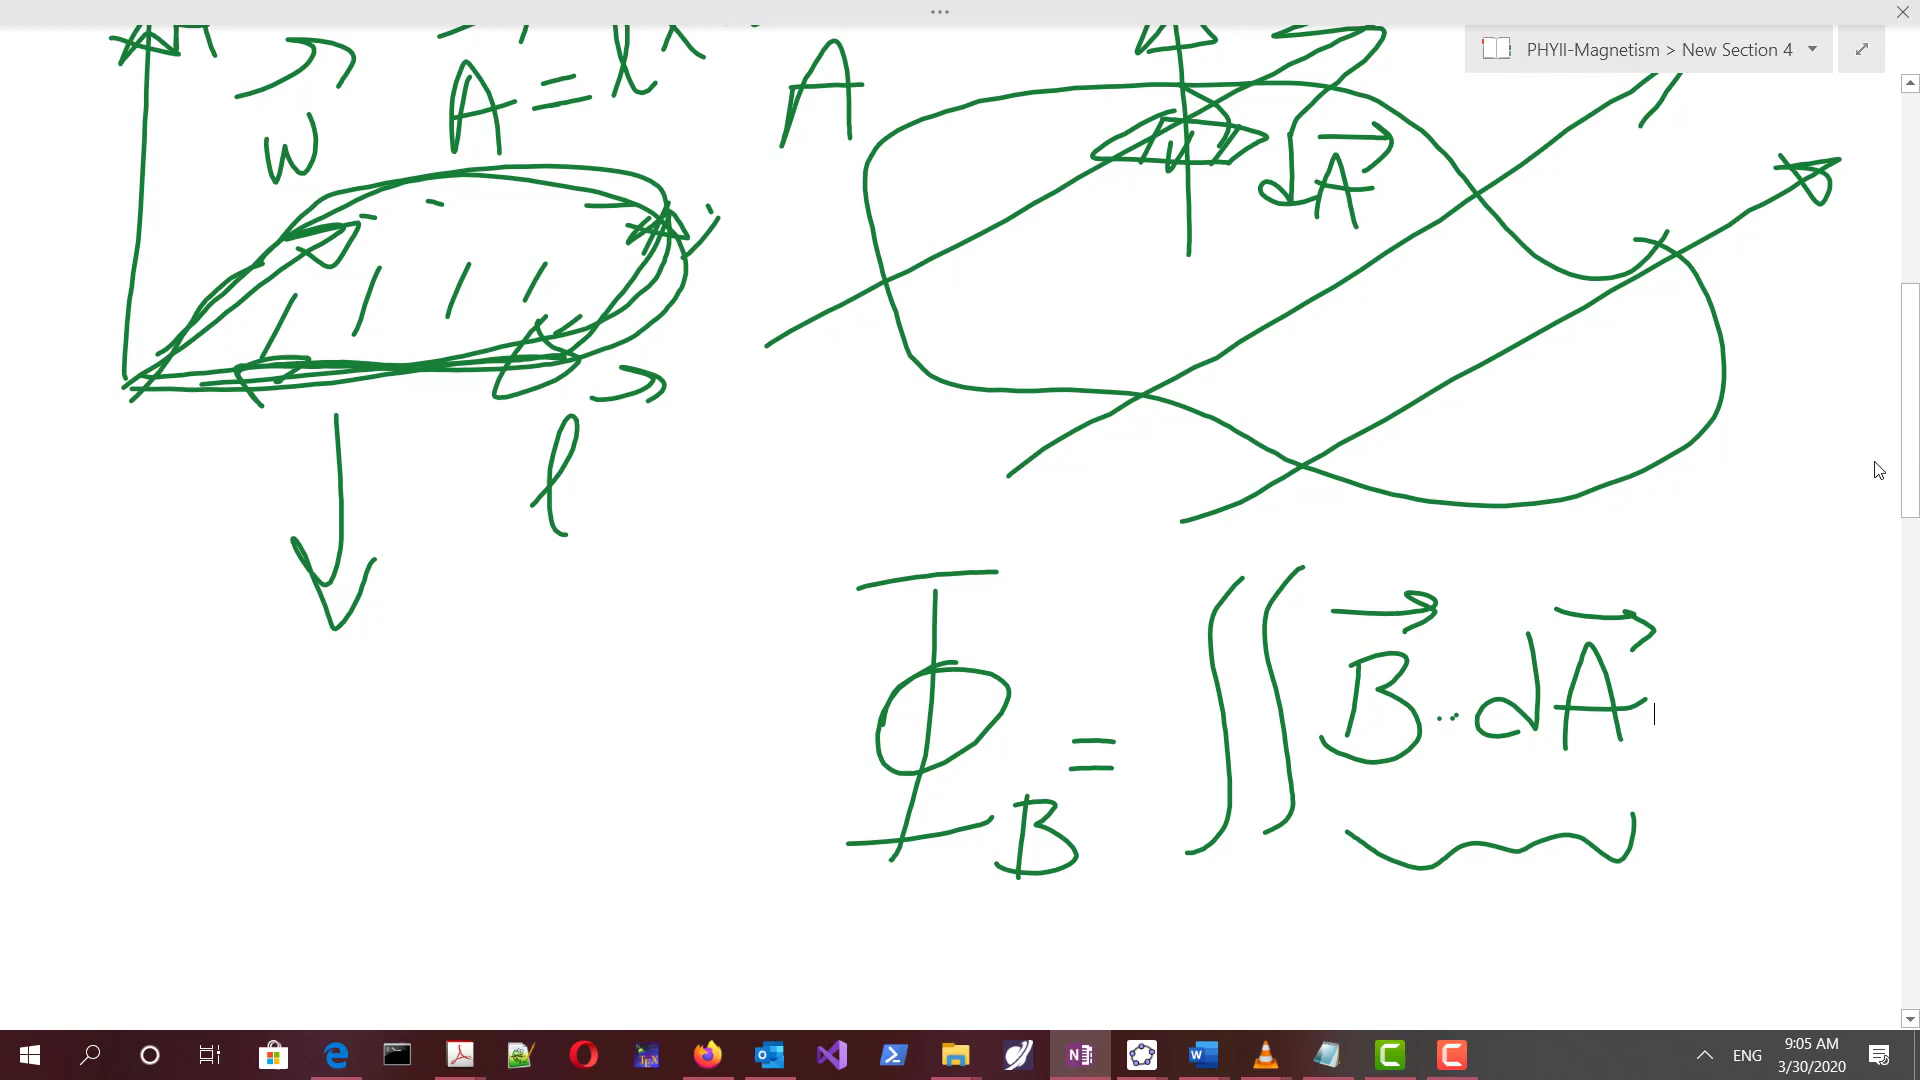 PHYII-Magnetism > New Section 4
A = l x
w
A
dA
l
Φ_B = ∬ B · dA
ENG
9:05 AM
3/30/2020